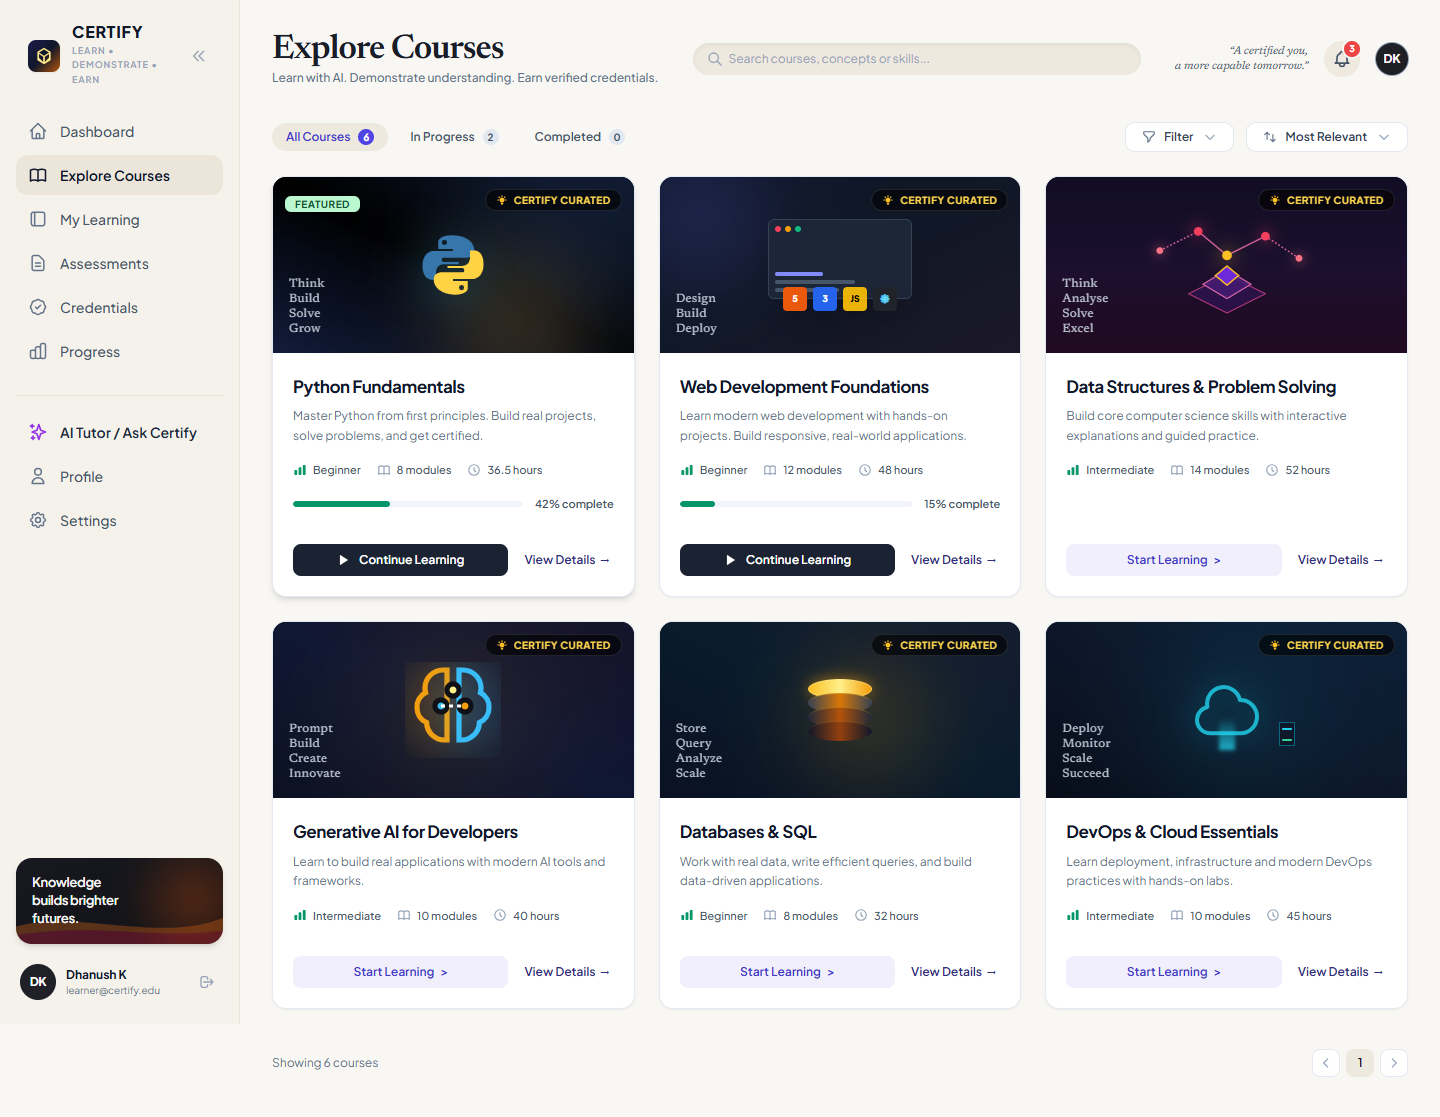 CERTIFY
LEARN •
DEMONSTRATE •
EARN
Dashboard
Explore Courses
My Learning
Assessments
Credentials
Progress
AI Tutor / Ask Certify
Profile
Settings
Knowledge
builds brighter
futures.
DK
Dhanush K
learner@certify.edu
Explore Courses
Learn with AI. Demonstrate understanding. Earn verified credentials.
Search courses, concepts or skills...
“A certified you,
a more capable tomorrow.”
3
DK
All Courses 6
In Progress 2
Completed 0
Filter
Most Relevant
FEATURED
CERTIFY CURATED
Think
Build
Solve
Grow
Python Fundamentals
Master Python from first principles. Build real projects,
solve problems, and get certified.
Beginner 8 modules 36.5 hours
42% complete
Continue Learning
View Details →
CERTIFY CURATED
5 3 JS
Design
Build
Deploy
Web Development Foundations
Learn modern web development with hands-on
projects. Build responsive, real-world applications.
Beginner 12 modules 48 hours
15% complete
Continue Learning
View Details →
CERTIFY CURATED
Think
Analyse
Solve
Excel
Data Structures & Problem Solving
Build core computer science skills with interactive
explanations and guided practice.
Intermediate 14 modules 52 hours
Start Learning >
View Details →
CERTIFY CURATED
Prompt
Build
Create
Innovate
Generative AI for Developers
Learn to build real applications with modern AI tools and
frameworks.
Intermediate 10 modules 40 hours
Start Learning >
View Details →
CERTIFY CURATED
Store
Query
Analyze
Scale
Databases & SQL
Work with real data, write efficient queries, and build
data-driven applications.
Beginner 8 modules 32 hours
Start Learning >
View Details →
CERTIFY CURATED
Deploy
Monitor
Scale
Succeed
DevOps & Cloud Essentials
Learn deployment, infrastructure and modern DevOps
practices with hands-on labs.
Intermediate 10 modules 45 hours
Start Learning >
View Details →
Showing 6 courses
1